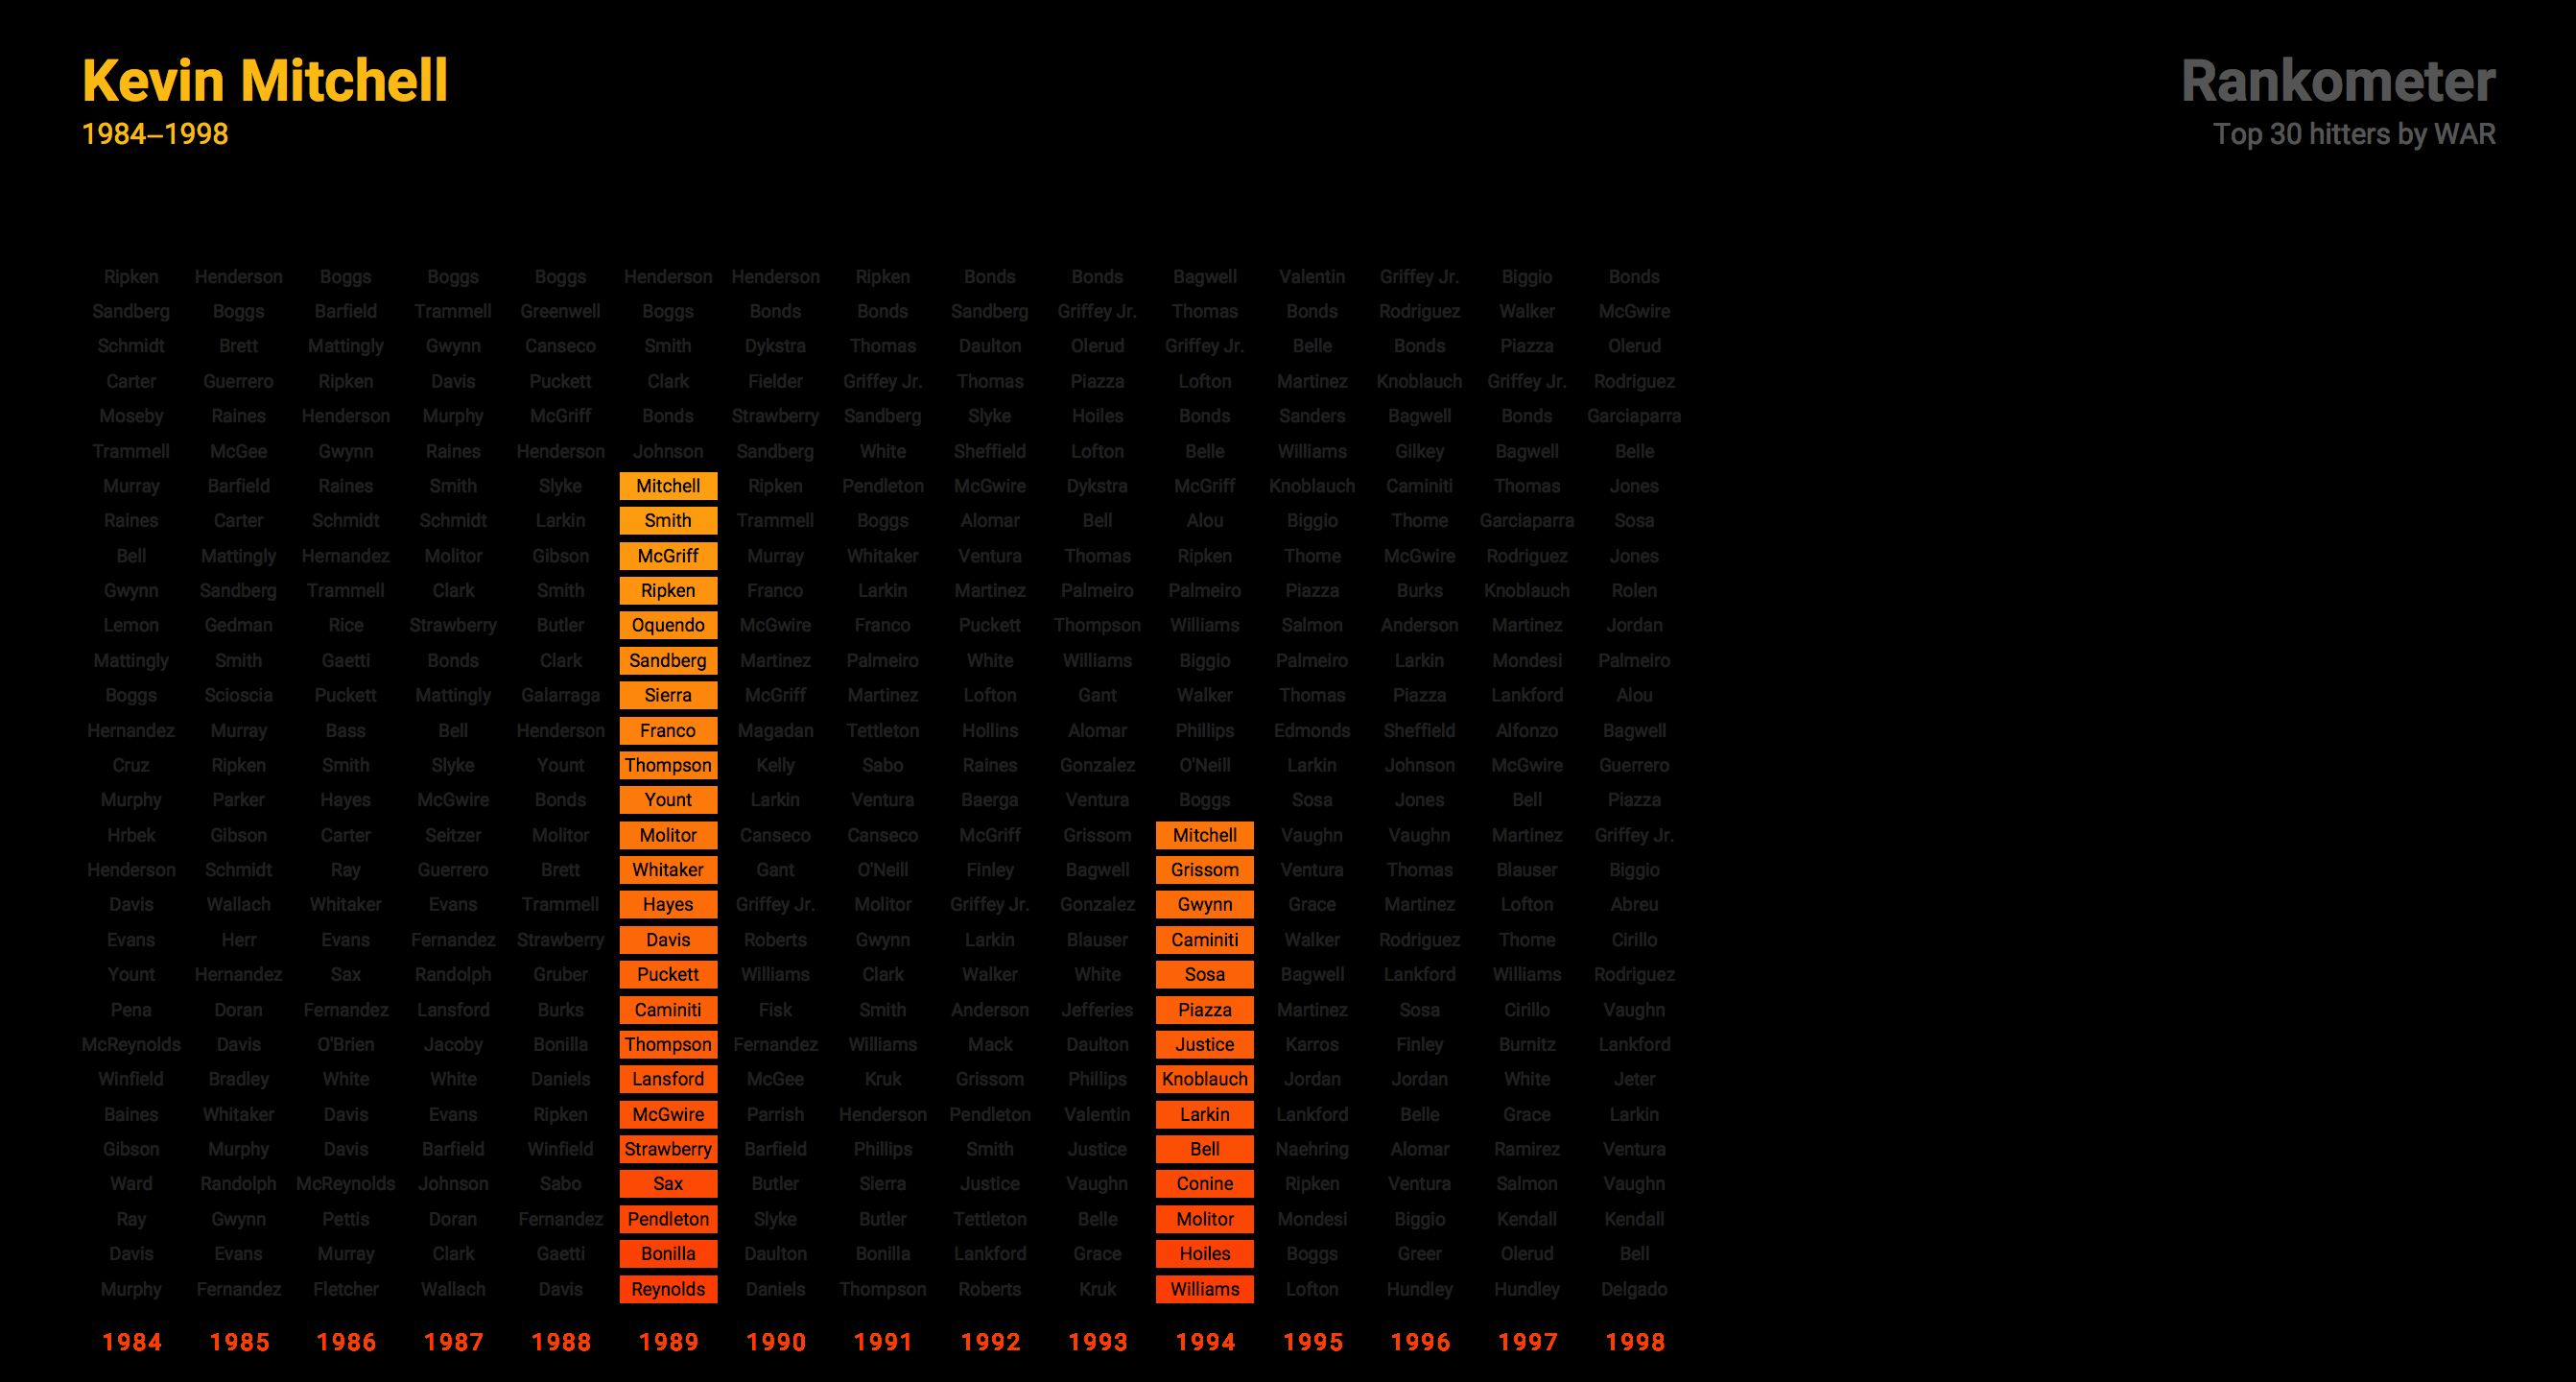 Kevin Mitchell
1984–1998
Rankometer
Top 30 hitters by WAR
Ripken Henderson Boggs Boggs Boggs Henderson Henderson Ripken Bonds Bonds Bagwell Valentin Griffey Jr. Biggio Bonds
Sandberg Boggs Barfield Trammell Greenwell Boggs Bonds Bonds Sandberg Griffey Jr. Thomas Bonds Rodriguez Walker McGwire
Schmidt Brett Mattingly Gwynn Canseco Smith Dykstra Thomas Daulton Olerud Griffey Jr. Belle Bonds Piazza Olerud
Carter Guerrero Ripken Davis Puckett Clark Fielder Griffey Jr. Thomas Piazza Lofton Martinez Knoblauch Griffey Jr. Rodriguez
Moseby Raines Henderson Murphy McGriff Bonds Strawberry Sandberg Slyke Hoiles Bonds Sanders Bagwell Bonds Garciaparra
Trammell McGee Gwynn Raines Henderson Johnson Sandberg White Sheffield Lofton Belle Williams Gilkey Bagwell Belle
Murray Barfield Raines Smith Slyke Mitchell Ripken Pendleton McGwire Dykstra McGriff Knoblauch Caminiti Thomas Jones
Raines Carter Schmidt Schmidt Larkin Smith Trammell Boggs Alomar Bell Alou Biggio Thome Garciaparra Sosa
Bell Mattingly Hernandez Molitor Gibson McGriff Murray Whitaker Ventura Thomas Ripken Thome McGwire Rodriguez Jones
Gwynn Sandberg Trammell Clark Smith Ripken Franco Larkin Martinez Palmeiro Palmeiro Piazza Burks Knoblauch Rolen
Lemon Gedman Rice Strawberry Butler Oquendo McGwire Franco Puckett Thompson Williams Salmon Anderson Martinez Jordan
Mattingly Smith Gaetti Bonds Clark Sandberg Martinez Palmeiro White Williams Biggio Palmeiro Larkin Mondesi Palmeiro
Boggs Scioscia Puckett Mattingly Galarraga Sierra McGriff Martinez Lofton Gant Walker Thomas Piazza Lankford Alou
Hernandez Murray Bass Bell Henderson Franco Magadan Tettleton Hollins Alomar Phillips Edmonds Sheffield Alfonzo Bagwell
Cruz Ripken Smith Slyke Yount Thompson Kelly Sabo Raines Gonzalez O'Neill Larkin Johnson McGwire Guerrero
Murphy Parker Hayes McGwire Bonds Yount Larkin Ventura Baerga Ventura Boggs Sosa Jones Bell Piazza
Hrbek Gibson Carter Seitzer Molitor Molitor Canseco Canseco McGriff Grissom Mitchell Vaughn Vaughn Martinez Griffey Jr.
Henderson Schmidt Ray Guerrero Brett Whitaker Gant O'Neill Finley Bagwell Grissom Ventura Thomas Blauser Biggio
Davis Wallach Whitaker Evans Trammell Hayes Griffey Jr. Molitor Griffey Jr. Gonzalez Gwynn Grace Martinez Lofton Abreu
Evans Herr Evans Fernandez Strawberry Davis Roberts Gwynn Larkin Blauser Caminiti Walker Rodriguez Thome Cirillo
Yount Hernandez Sax Randolph Gruber Puckett Williams Clark Walker White Sosa Bagwell Lankford Williams Rodriguez
Pena Doran Fernandez Lansford Burks Caminiti Fisk Smith Anderson Jefferies Piazza Martinez Sosa Cirillo Vaughn
McReynolds Davis O'Brien Jacoby Bonilla Thompson Fernandez Williams Mack Daulton Justice Karros Finley Burnitz Lankford
Winfield Bradley White White Daniels Lansford McGee Kruk Grissom Phillips Knoblauch Jordan Jordan White Jeter
Baines Whitaker Davis Evans Ripken McGwire Parrish Henderson Pendleton Valentin Larkin Lankford Belle Grace Larkin
Gibson Murphy Davis Barfield Winfield Strawberry Barfield Phillips Smith Justice Bell Naehring Alomar Ramirez Ventura
Ward Randolph McReynolds Johnson Sabo Sax Butler Sierra Justice Vaughn Conine Ripken Ventura Salmon Vaughn
Ray Gwynn Pettis Doran Fernandez Pendleton Slyke Butler Tettleton Belle Molitor Mondesi Biggio Kendall Kendall
Davis Evans Murray Clark Gaetti Bonilla Daulton Bonilla Lankford Grace Hoiles Boggs Greer Olerud Bell
Murphy Fernandez Fletcher Wallach Davis Reynolds Daniels Thompson Roberts Kruk Williams Lofton Hundley Hundley Delgado
1984 1985 1986 1987 1988 1989 1990 1991 1992 1993 1994 1995 1996 1997 1998